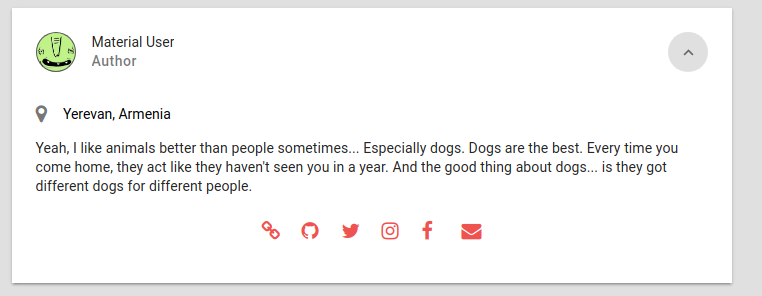 Material User
Author
Yerevan, Armenia
Yeah, I like animals better than people sometimes... Especially dogs. Dogs are the best. Every time you
come home, they act like they haven't seen you in a year. And the good thing about dogs... is they got
different dogs for different people.